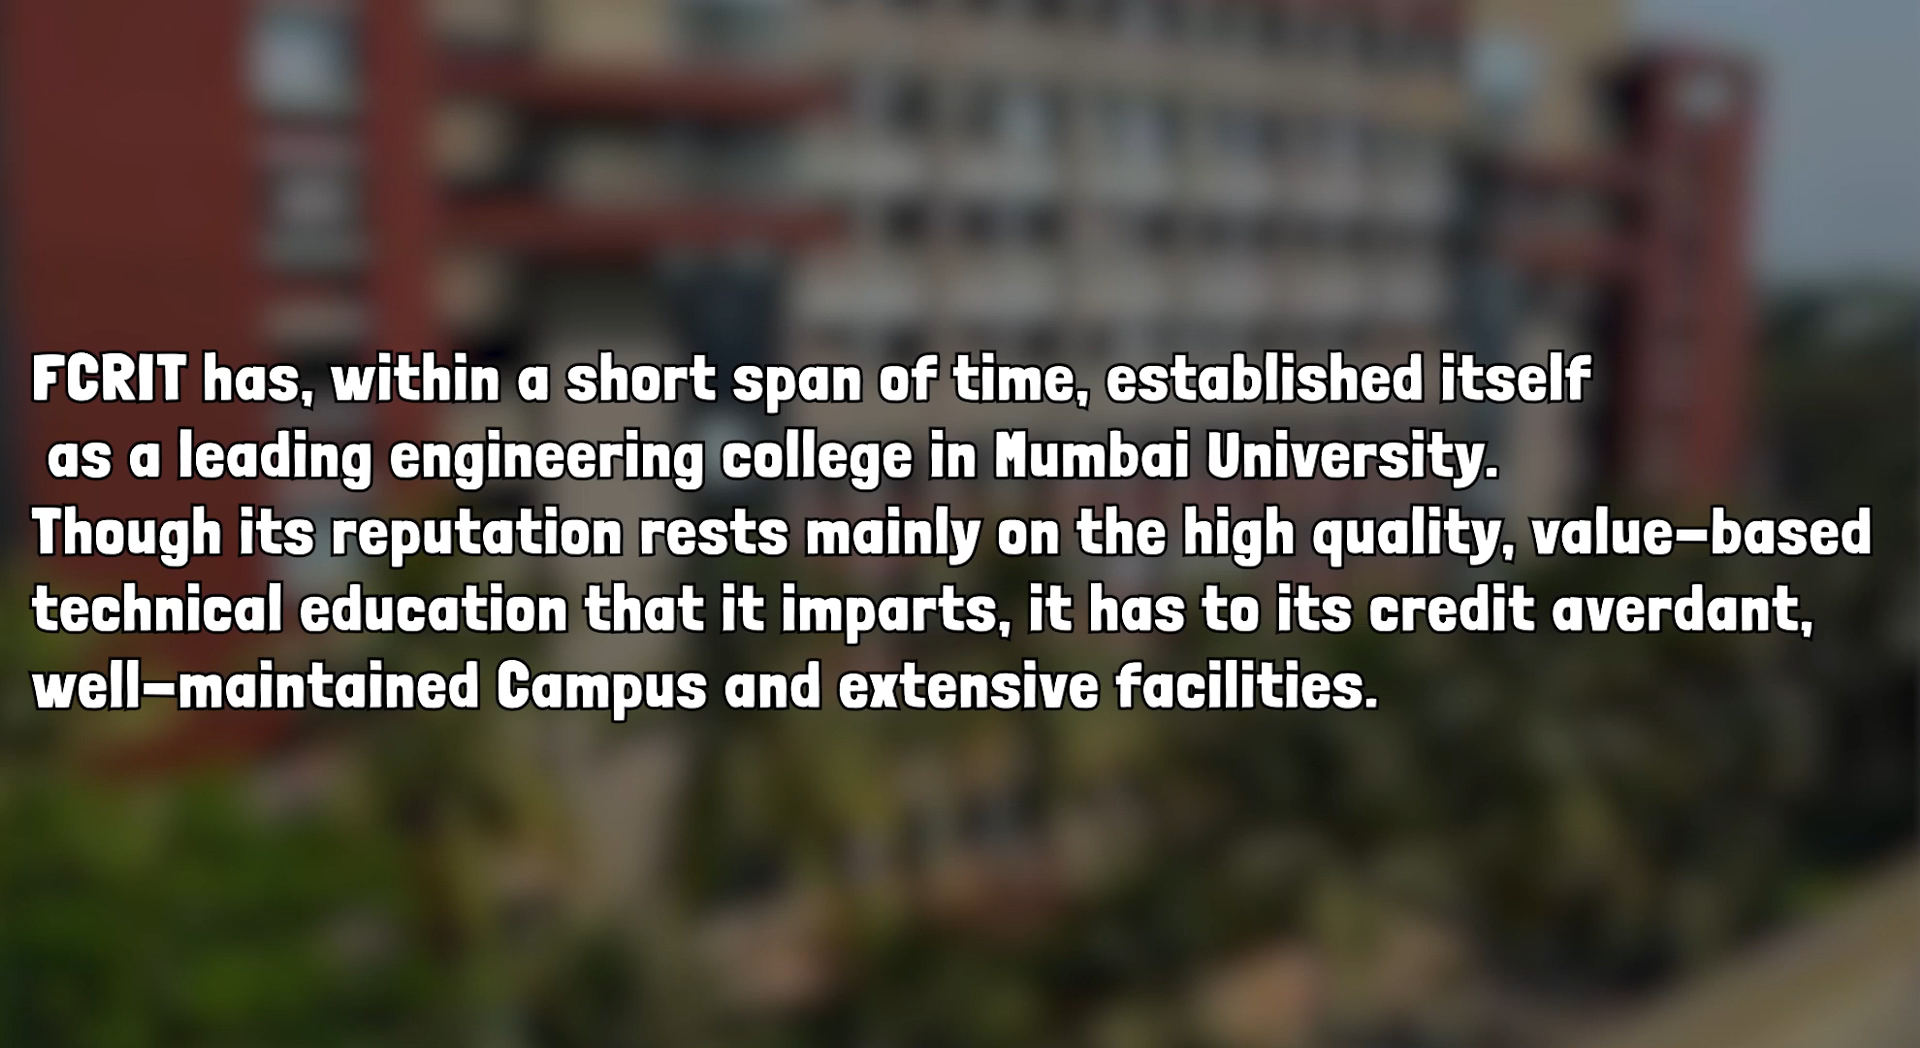 FCRIT has, within a short span of time, established itself
as a leading engineering college in Mumbai University.
Though its reputation rests mainly on the high quality, value-based
technical education that it imparts, it has to its credit averdant,
well-maintained Campus and extensive facilities.